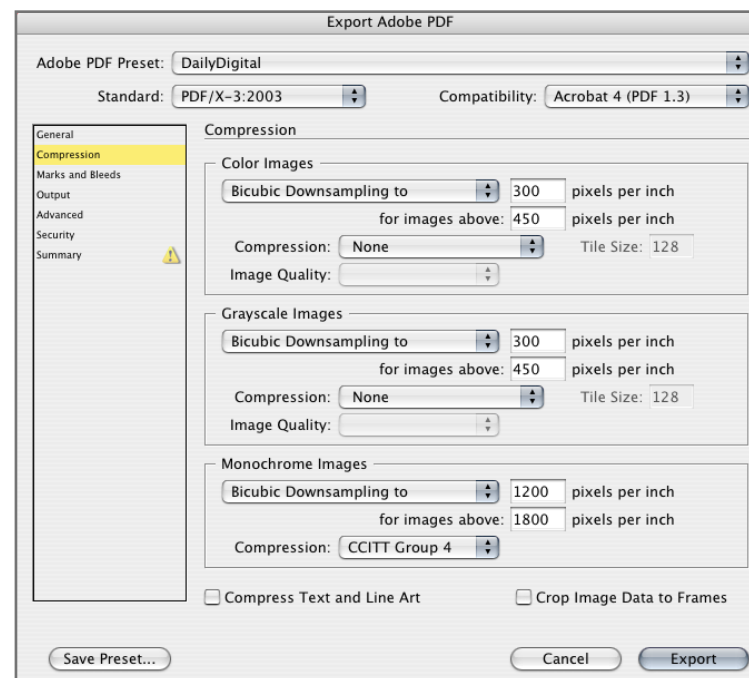 Export Adobe PDF
Adobe PDF Preset: DailyDigital
Standard: PDF/X-3:2003 Compatibility: Acrobat 4 (PDF 1.3)
General
Compression
Marks and Bleeds
Output
Advanced
Security
Summary
Compression
Color Images
Bicubic Downsampling to 300 pixels per inch
for images above: 450 pixels per inch
Compression: None Tile Size: 128
Image Quality:
Grayscale Images
Bicubic Downsampling to 300 pixels per inch
for images above: 450 pixels per inch
Compression: None Tile Size: 128
Image Quality:
Monochrome Images
Bicubic Downsampling to 1200 pixels per inch
for images above: 1800 pixels per inch
Compression: CCITT Group 4
Compress Text and Line Art Crop Image Data to Frames
Save Preset... Cancel Export